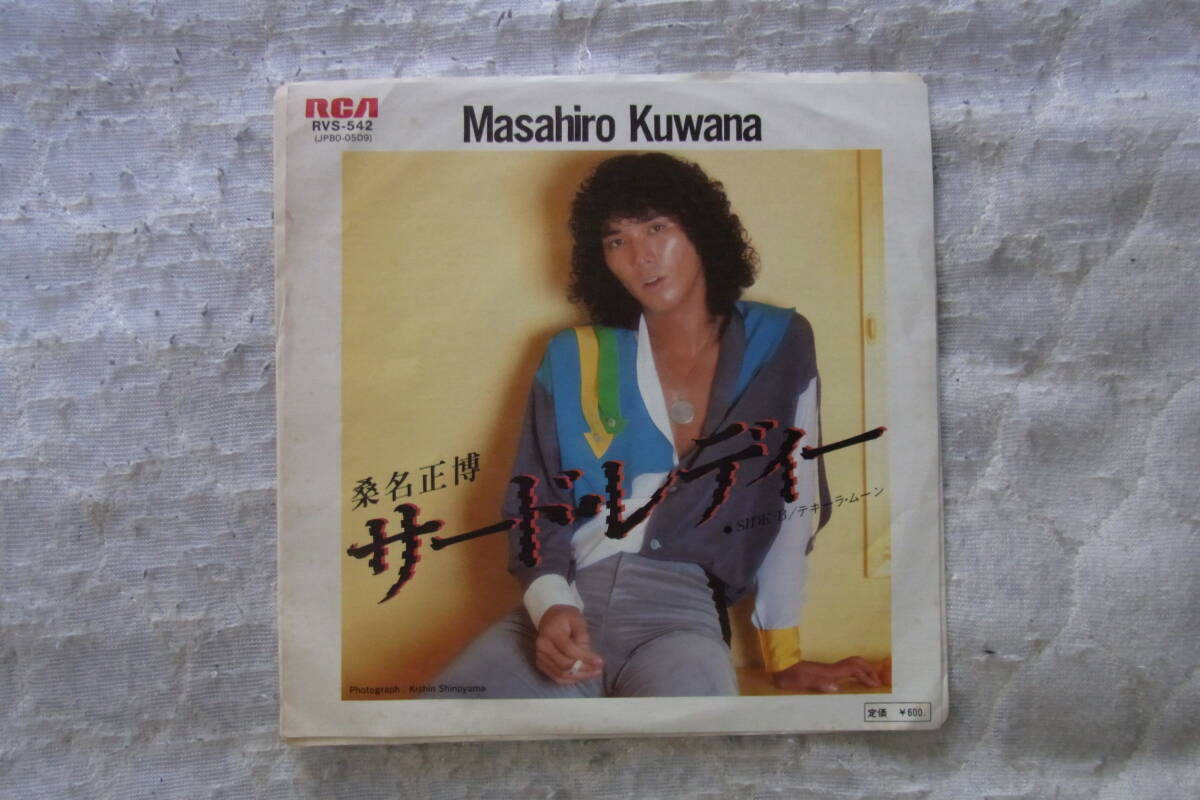 RCA
RVS-542
(JPB0-0509)
Masahiro Kuwana
桑名正博
サード・レディー
●SIDE B/テキーラ・ムーン
Photograph Kishin Shinoyama
定価 ￥600.